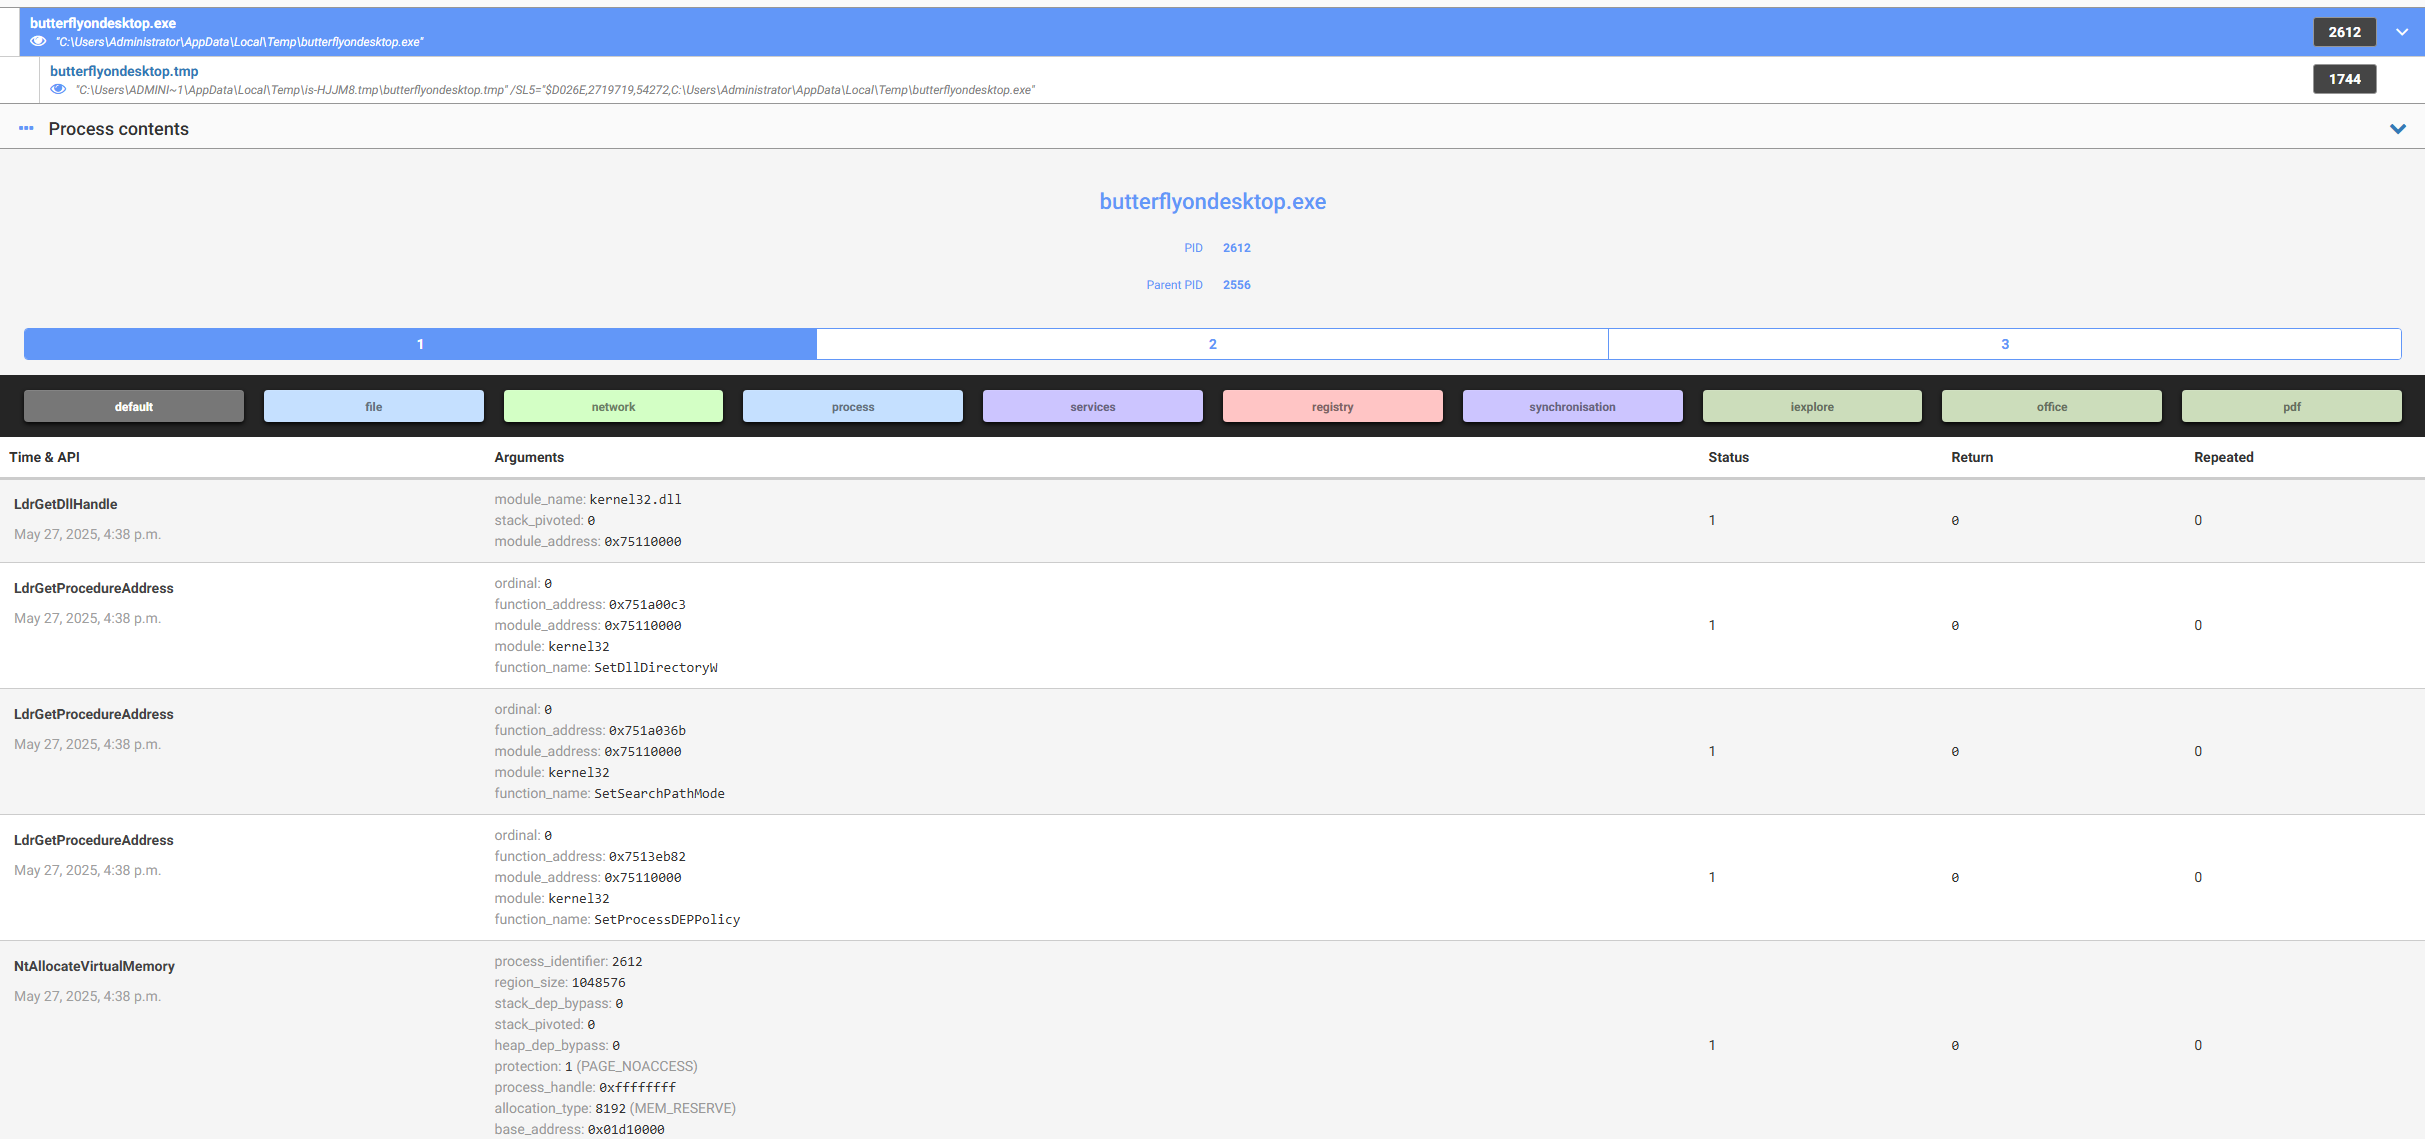 butterflyondesktop.exe
"C:\Users\Administrator\AppData\Local\Temp\butterflyondesktop.exe"
2612
butterflyondesktop.tmp
"C:\Users\ADMINI~1\AppData\Local\Temp\is-HJJM8.tmp\butterflyondesktop.tmp" /SL5="$D026E,2719719,54272,C:\Users\Administrator\AppData\Local\Temp\butterflyondesktop.exe"
1744
Process contents
butterflyondesktop.exe
PID 2612
Parent PID 2556
1 2 3
default file network process services registry synchronisation iexplore office pdf
Time & API Arguments Status Return Repeated
LdrGetDllHandle
May 27, 2025, 4:38 p.m.
module_name: kernel32.dll
stack_pivoted: 0
module_address: 0x75110000
1 0 0
LdrGetProcedureAddress
May 27, 2025, 4:38 p.m.
ordinal: 0
function_address: 0x751a00c3
module_address: 0x75110000
module: kernel32
function_name: SetDllDirectoryW
1 0 0
LdrGetProcedureAddress
May 27, 2025, 4:38 p.m.
ordinal: 0
function_address: 0x751a036b
module_address: 0x75110000
module: kernel32
function_name: SetSearchPathMode
1 0 0
LdrGetProcedureAddress
May 27, 2025, 4:38 p.m.
ordinal: 0
function_address: 0x7513eb82
module_address: 0x75110000
module: kernel32
function_name: SetProcessDEPPolicy
1 0 0
NtAllocateVirtualMemory
May 27, 2025, 4:38 p.m.
process_identifier: 2612
region_size: 1048576
stack_dep_bypass: 0
stack_pivoted: 0
heap_dep_bypass: 0
protection: 1 (PAGE_NOACCESS)
process_handle: 0xffffffff
allocation_type: 8192 (MEM_RESERVE)
base_address: 0x01d10000
1 0 0